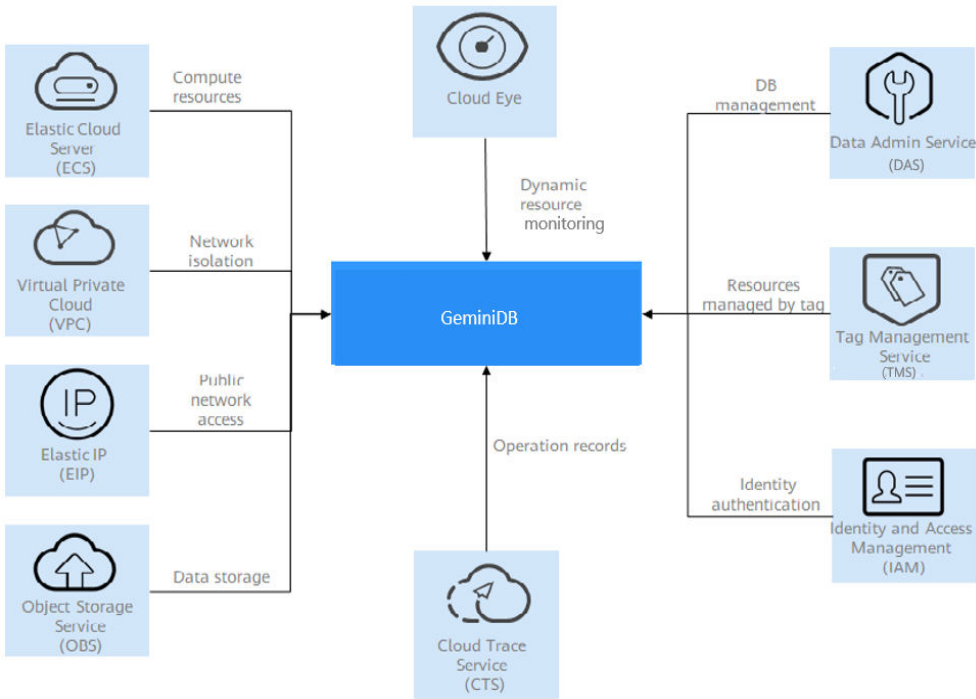 Cloud Eye
Compute
resources
Elastic Cloud
Server
(ECS)
DB
management
Data Admin Service
(DAS)
Dynamic
resource
monitoring
Network
isolation
Virtual Private
Cloud
(VPC)
GeminiDB
Resources
managed by tag
Tag Management
Service
(TMS)
IP
Public
network
access
Elastic IP
(EIP)
Operation records
Identity
authentication
Identity and Access
Management
(IAM)
Data storage
Object Storage
Service
(OBS)
Cloud Trace
Service
(CTS)